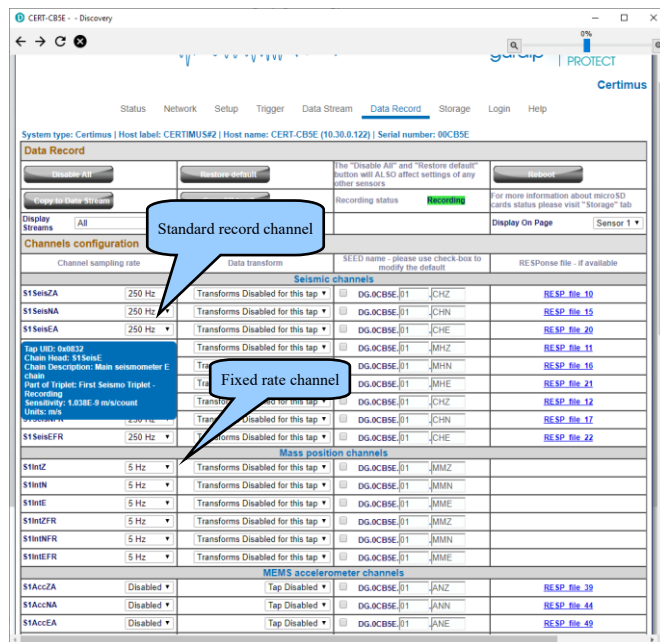 CERT-CB5E - - Discovery
0%
PROTECT
Certimus
Status Network Setup Trigger Data Stream Data Record Storage Login Help
System type: Certimus | Host label: CERTIMUS#2 | Host name: CERT-CB5E (10.30.0.122) | Serial number: 00CB5E
Data Record
Disable All Restore default The "Disable All" and "Restore default" button will ALSO affect settings of any other sensors Reboot
Copy to Data Stream Recording status Recording For more information about microSD cards status please visit "Storage" tab
Display Streams All Display On Page Sensor 1
Standard record channel
Channels configuration
Channel sampling rate Data transform SEED name - please use check-box to modify the default RESPonse file - if available
Seismic channels
S1SeisZA 250 Hz Transforms Disabled for this tap DG.0CB5E. 01 .CHZ RESP file 10
S1SeisNA 250 Hz Transforms Disabled for this tap DG.0CB5E. 01 .CHN RESP file 15
S1SeisEA 250 Hz Transforms Disabled for this tap DG.0CB5E. 01 .CHE RESP file 20
Tap UID: 0x0832
Chain Head: S1SeisE
Chain Description: Main seismometer E
chain
Part of Triplet: First Seismo Triplet -
Recording
Sensitivity: 1.038E-9 m/s/count
Units: m/s
DG.0CB5E. 01 .MHZ RESP file 11
DG.0CB5E. 01 .MHN RESP file 16
DG.0CB5E. 01 .MHE RESP file 21
DG.0CB5E. 01 .CHZ RESP file 12
Fixed rate channel
S1SeisNFR 250 Hz Transforms Disabled for this tap DG.0CB5E. 01 .CHN RESP file 17
S1SeisEFR 250 Hz Transforms Disabled for this tap DG.0CB5E. 01 .CHE RESP file 22
Mass position channels
S1IntZ 5 Hz Transforms Disabled for this tap DG.0CB5E. 01 .MMZ
S1IntN 5 Hz Transforms Disabled for this tap DG.0CB5E. 01 .MMN
S1IntE 5 Hz Transforms Disabled for this tap DG.0CB5E. 01 .MME
S1IntZFR 5 Hz Transforms Disabled for this tap DG.0CB5E. 01 .MMZ
S1IntNFR 5 Hz Transforms Disabled for this tap DG.0CB5E. 01 .MMN
S1IntEFR 5 Hz Transforms Disabled for this tap DG.0CB5E. 01 .MME
MEMS accelerometer channels
S1AccZA Disabled Tap Disabled DG.0CB5E. 01 .ANZ RESP file 39
S1AccNA Disabled Tap Disabled DG.0CB5E. 01 .ANN RESP file 44
S1AccEA Disabled Tap Disabled DG.0CB5E. 01 .ANE RESP file 49